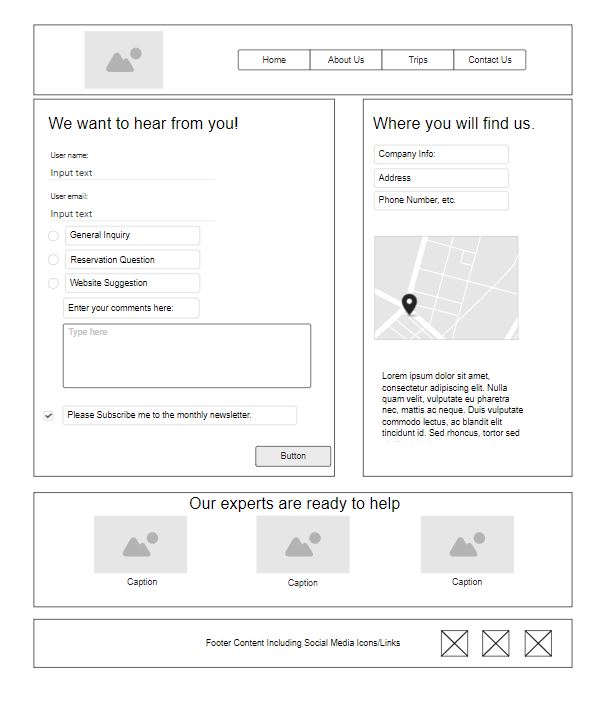 Home
About Us
Trips
Contact Us
We want to hear from you!
User name:
Input text
User email:
Input text
General Inquiry
Reservation Question
Website Suggestion
Enter your comments here:
Type here
Please Subscribe me to the monthly newsletter.
Button
Where you will find us.
Company Info:
Address
Phone Number, etc.
Lorem ipsum dolor sit amet,
consectetur adipiscing elit. Nulla
quam velit, vulputate eu pharetra
nec, mattis ac neque. Duis vulputate
commodo lectus, ac blandit elit
tincidunt id. Sed rhoncus, tortor sed
Our experts are ready to help
Caption
Caption
Caption
Footer Content Including Social Media Icons/Links